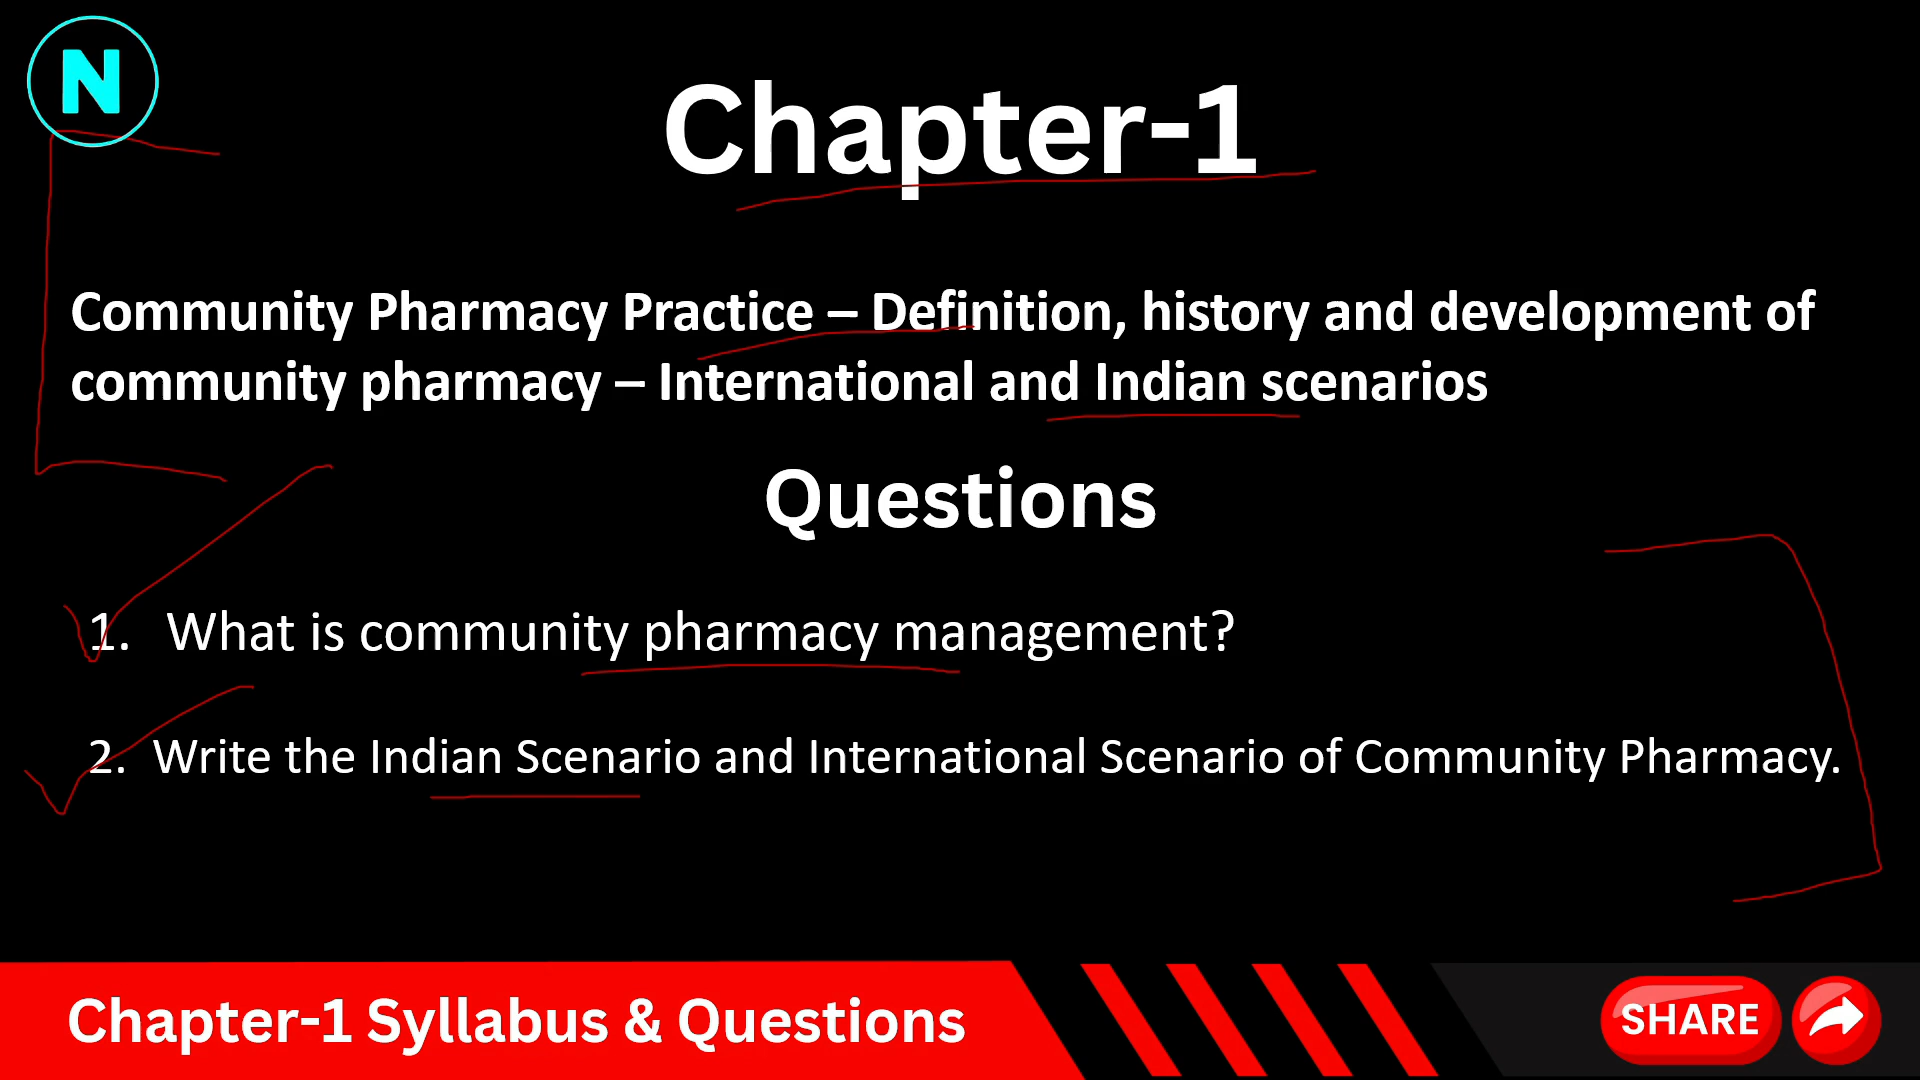 N
Chapter-1
Community Pharmacy Practice – Definition, history and development of
community pharmacy – International and Indian scenarios
Questions
1. What is community pharmacy management?
2. Write the Indian Scenario and International Scenario of Community Pharmacy.
Chapter-1 Syllabus & Questions
SHARE